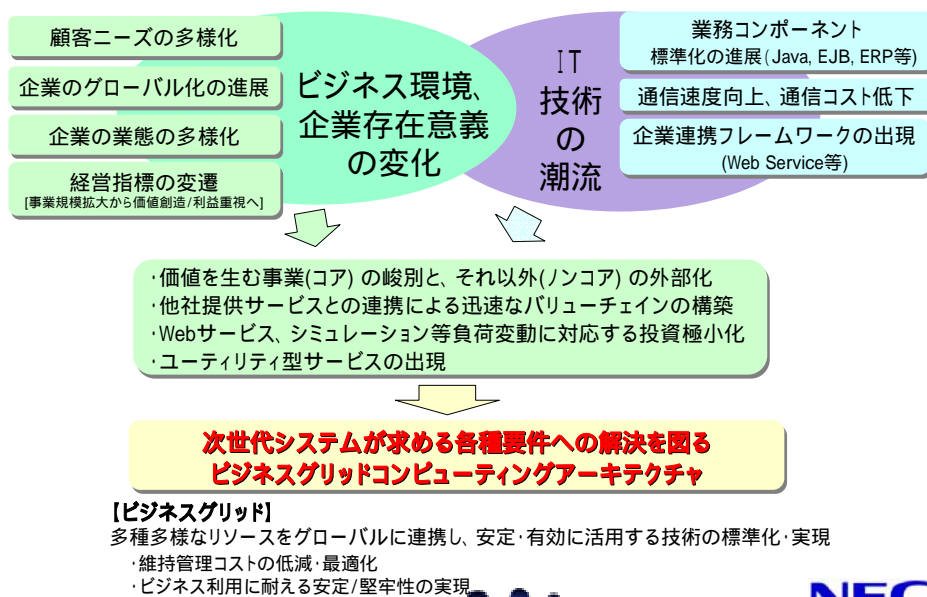 顧客ニーズの多様化
企業のグローバル化の進展
企業の業態の多様化
経営指標の変遷
[事業規模拡大から価値創造/利益重視へ]
ビジネス環境、
企業存在意義
の変化
IT
技術
の
潮流
業務コンポーネント
標準化の進展(Java, EJB, ERP等)
通信速度向上、通信コスト低下
企業連携フレームワークの出現
(Web Service等)
・価値を生む事業(コア) の峻別と、それ以外(ノンコア) の外部化
・他社提供サービスとの連携による迅速なバリューチェインの構築
・Webサービス、シミュレーション等負荷変動に対応する投資極小化
・ユーティリティ型サービスの出現
次世代システムが求める各種要件への解決を図る
ビジネスグリッドコンピューティングアーキテクチャ
【ビジネスグリッド】
多種多様なリソースをグローバルに連携し、安定・有効に活用する技術の標準化・実現
・維持管理コストの低減・最適化
・ビジネス利用に耐える安定/堅牢性の実現
NEC